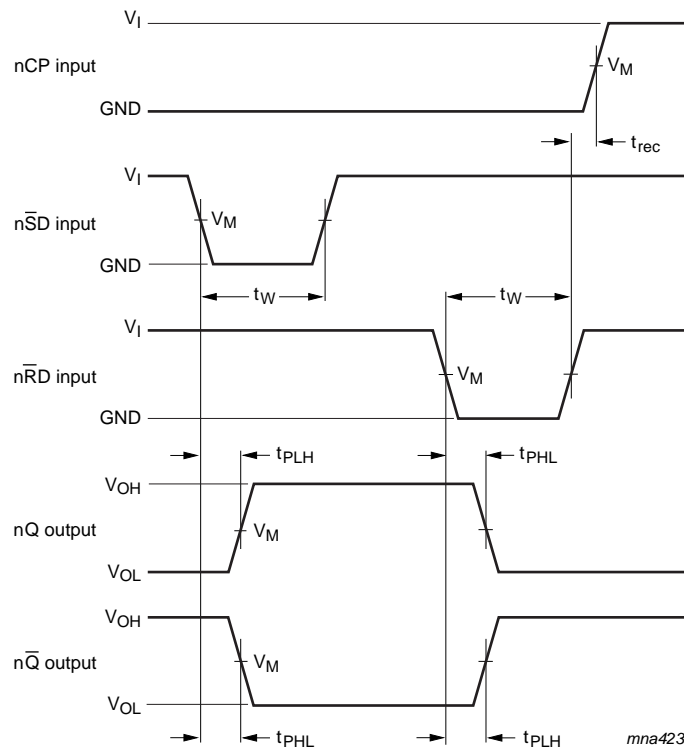 V_I
nCP input
V_M
GND
t_rec
V_I
nS̅D input
V_M
GND
t_W
t_W
V_I
nR̅D input
V_M
GND
t_PLH
t_PHL
V_OH
nQ output
V_M
V_OL
V_OH
nQ̅ output
V_M
V_OL
t_PHL
t_PLH
mna423